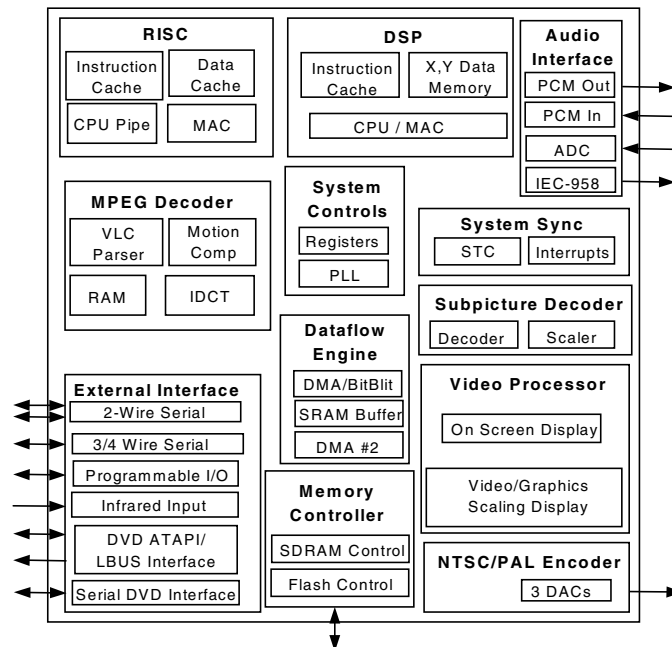 RISC
Instruction
Cache
Data
Cache
CPU Pipe
MAC
DSP
Instruction
Cache
X,Y Data
Memory
CPU / MAC
Audio
Interface
PCM Out
PCM In
ADC
IEC-958
MPEG Decoder
VLC
Parser
Motion
Comp
RAM
IDCT
System
Controls
Registers
PLL
System Sync
STC
Interrupts
Subpicture Decoder
Decoder
Scaler
Dataflow
Engine
DMA/BitBlit
SRAM Buffer
DMA #2
External Interface
2-Wire Serial
3/4 Wire Serial
Programmable I/O
Infrared Input
DVD ATAPI/
LBUS Interface
Serial DVD Interface
Video Processor
On Screen Display
Video/Graphics
Scaling Display
Memory
Controller
SDRAM Control
Flash Control
NTSC/PAL Encoder
3 DACs